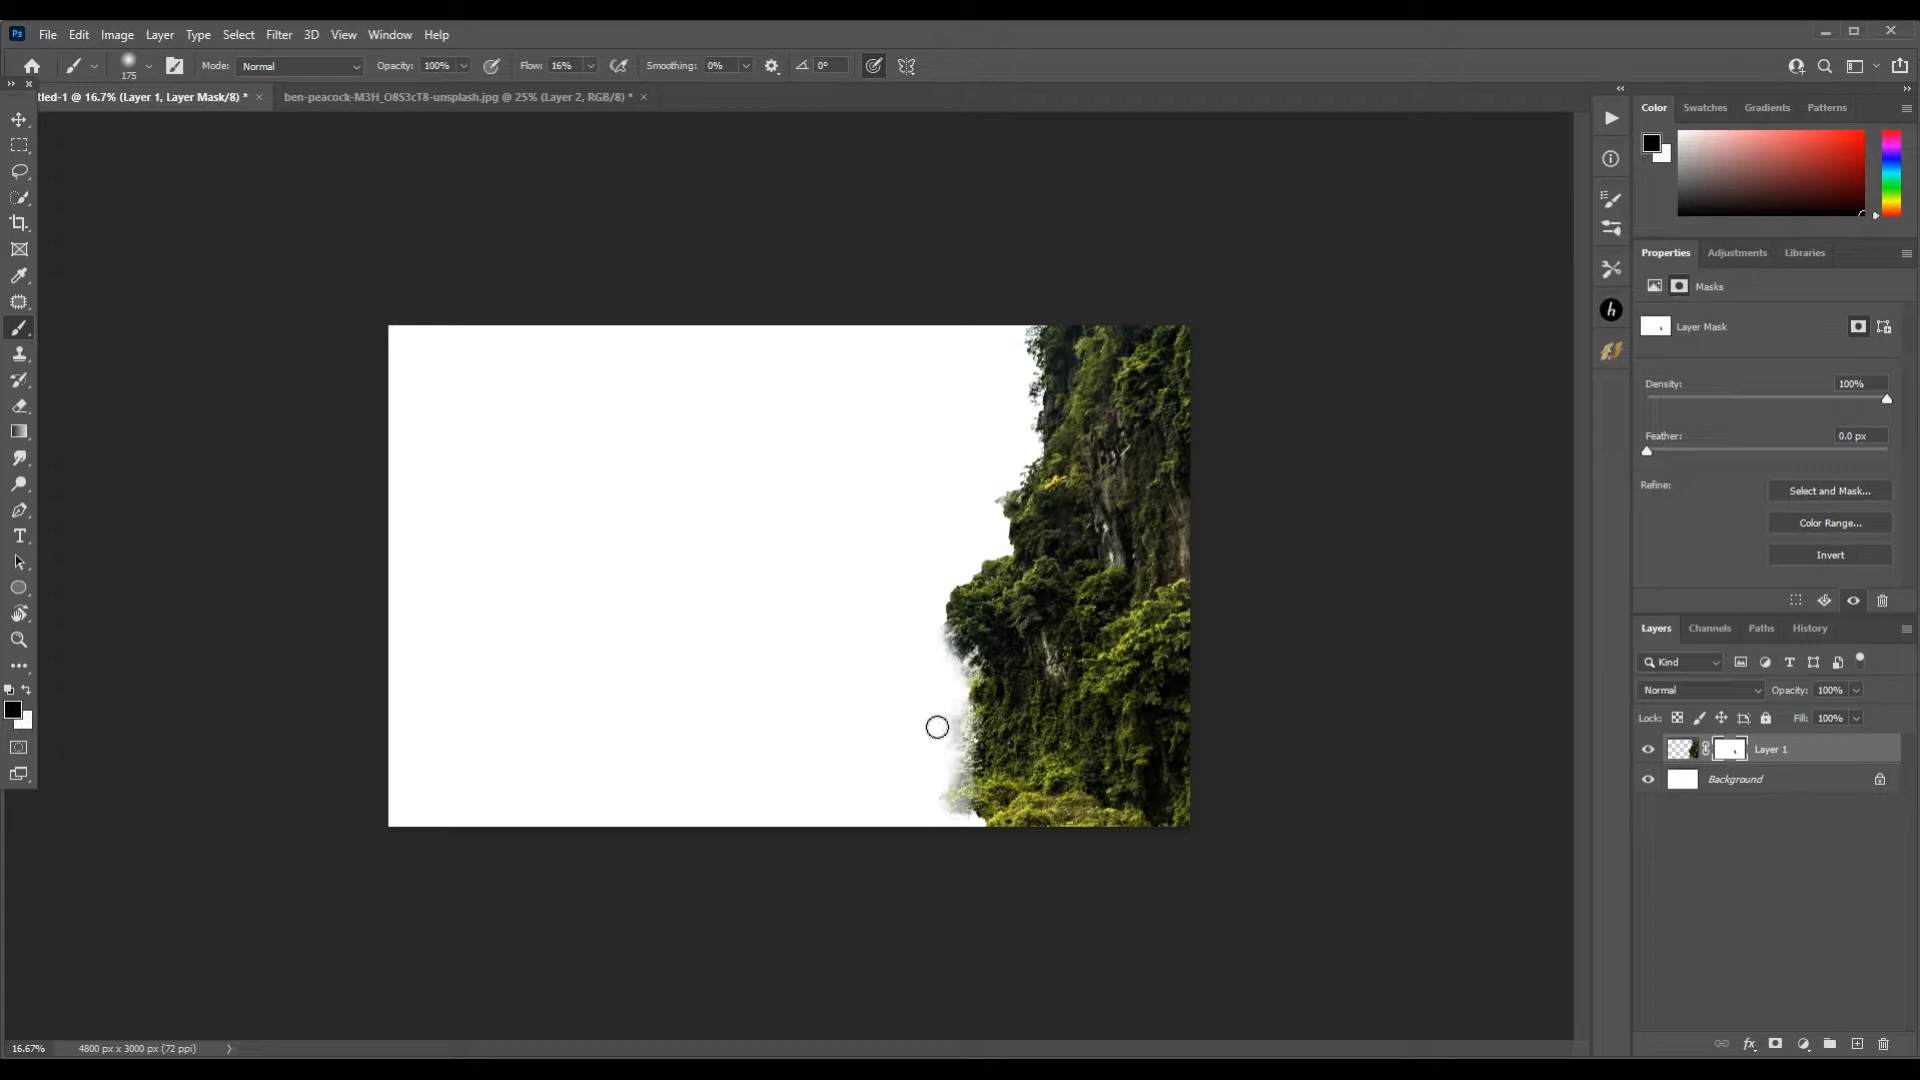 Ps File Edit Image Layer Type Select Filter 3D View Window Help
175 Mode: Normal Opacity: 100% Flow: 16% Smoothing: 0% 0°
tled-1 @ 16.7% (Layer 1, Layer Mask/8) * ben-peacock-M3H_O8S3cT8-unsplash.jpg @ 25% (Layer 2, RGB/8) *
Color Swatches Gradients Patterns
Properties Adjustments Libraries
Masks
Layer Mask
Density: 100%
Feather: 0.0 px
Refine: Select and Mask...
Color Range...
Invert
Layers Channels Paths History
Kind
Normal Opacity: 100%
Lock: Fill: 100%
Layer 1
Background
16.67% 4800 px x 3000 px (72 ppi)